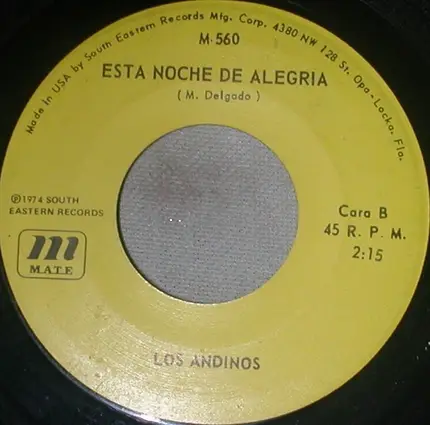 Made in USA by South Eastern Records Mfg. Corp. 4380 NW 128 St. Opa-Locka, Fla.
M-560
ESTA NOCHE DE ALEGRIA
( M. Delgado )
℗1974 SOUTH
EASTERN RECORDS
Cara B
45 R. P. M.
2:15
m
M.A.T.E
LOS ANDINOS